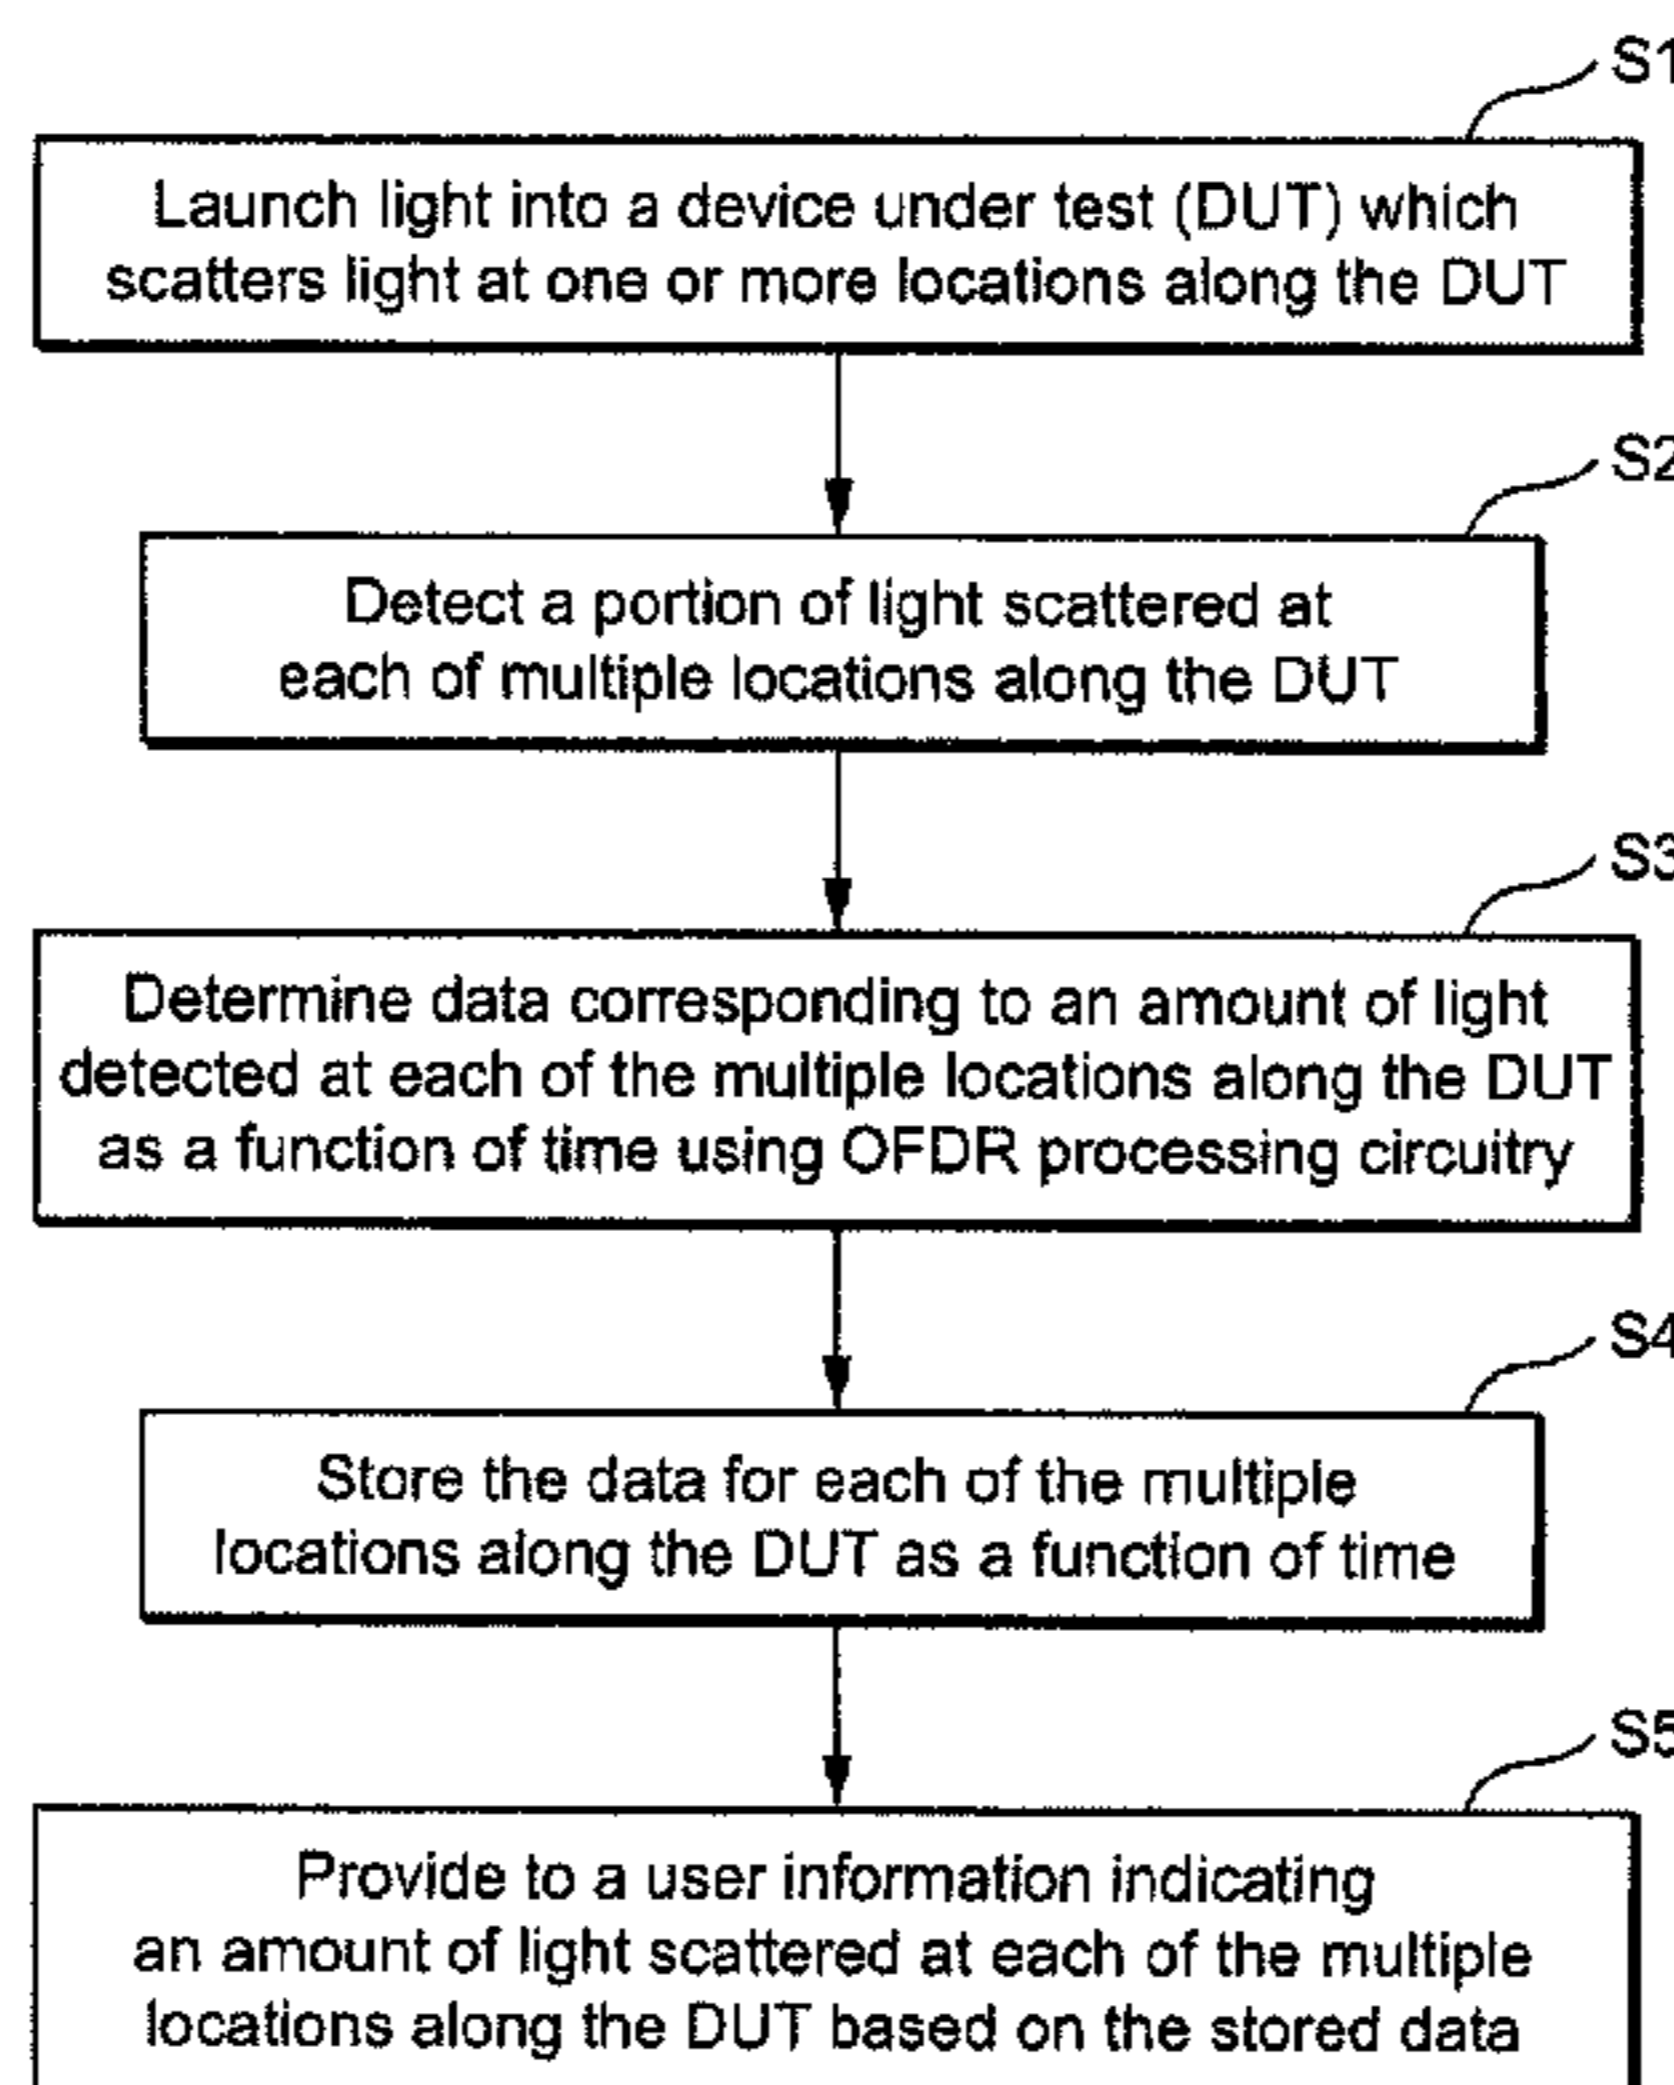 S1
Launch light into a device under test (DUT) which
scatters light at one or more locations along the DUT
S2
Detect a portion of light scattered at
each of multiple locations along the DUT
S3
Determine data corresponding to an amount of light
detected at each of the multiple locations along the DUT
as a function of time using OFDR processing circuitry
S4
Store the data for each of the multiple
locations along the DUT as a function of time
S5
Provide to a user information indicating
an amount of light scattered at each of the multiple
locations along the DUT based on the stored data